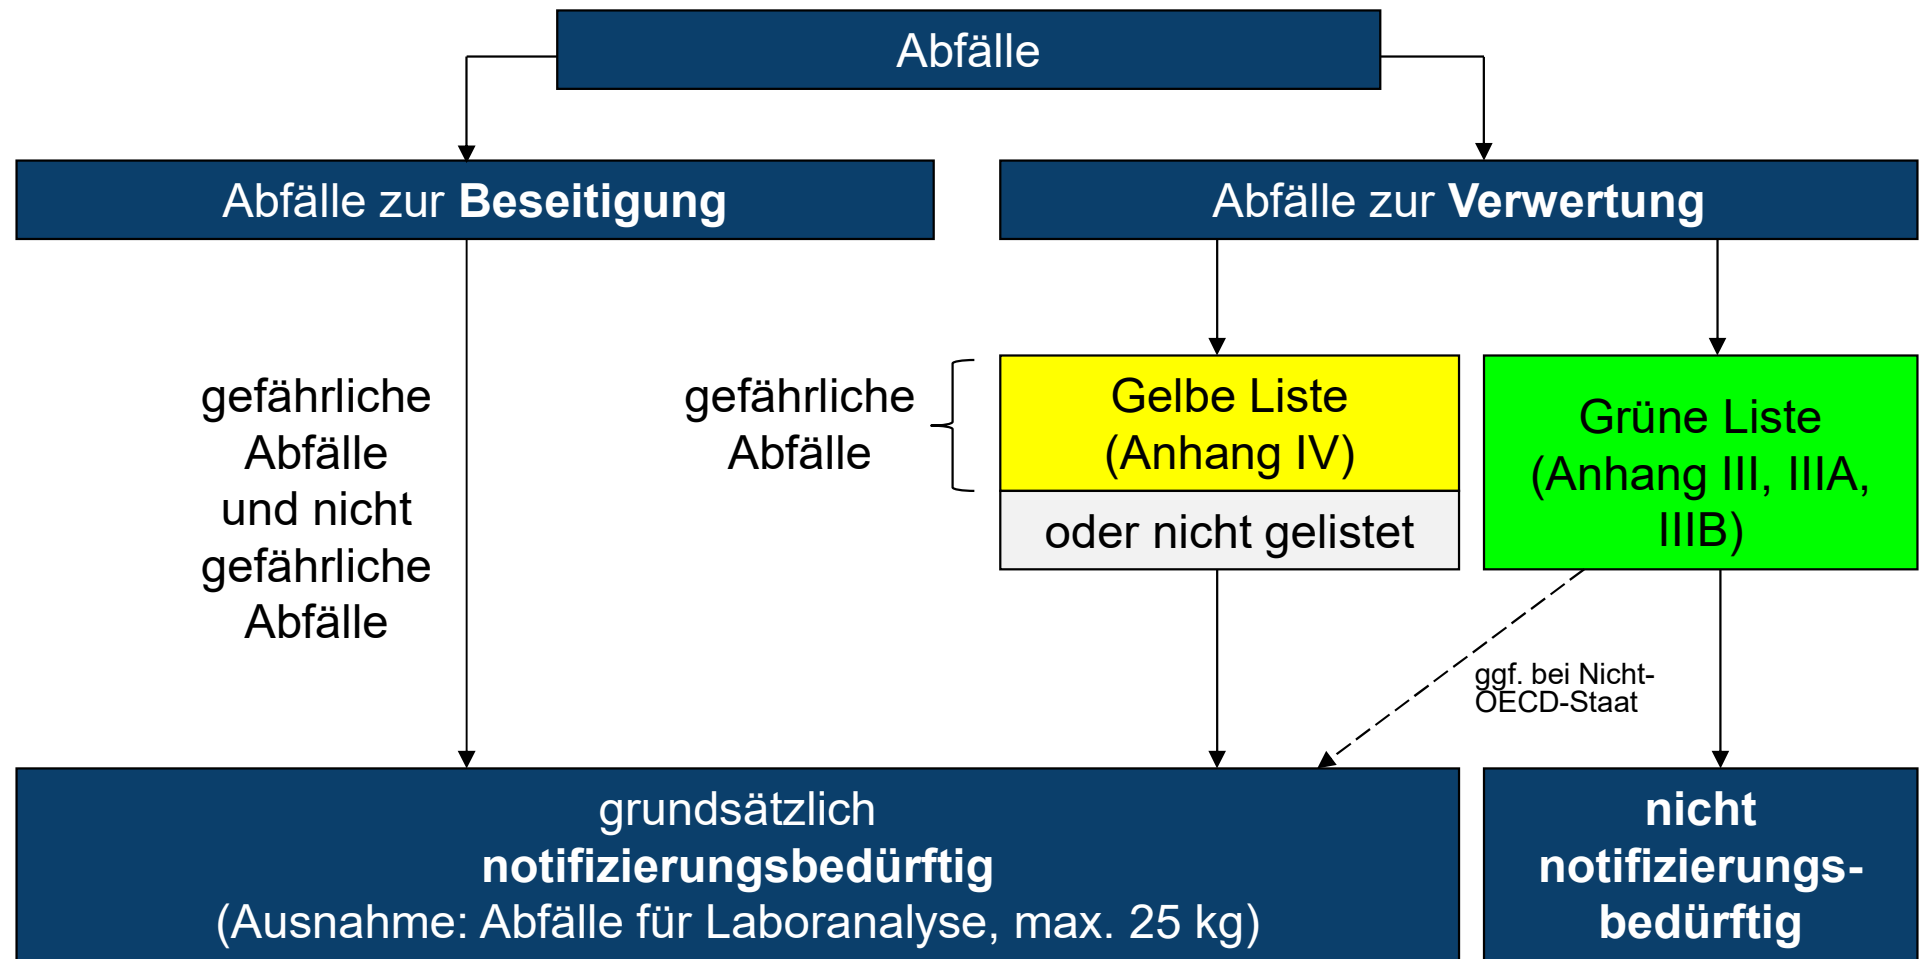 Abfälle
Abfälle zur Beseitigung
Abfälle zur Verwertung
gefährliche
Abfälle
und nicht
gefährliche
Abfälle
gefährliche
Abfälle
Gelbe Liste
(Anhang IV)
oder nicht gelistet
Grüne Liste
(Anhang III, IIIA,
IIIB)
ggf. bei Nicht-
OECD-Staat
grundsätzlich
notifizierungsbedürftig
(Ausnahme: Abfälle für Laboranalyse, max. 25 kg)
nicht
notifizierungs-
bedürftig